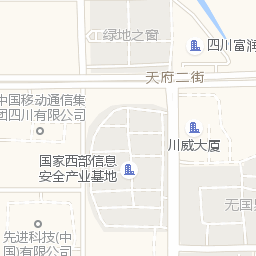 绿地之窗
四川富润
天府二街
中国移动通信集
团四川有限公司
川威大厦
国家西部信息
安全产业基地
无国
先进科技(中
国)有限公司